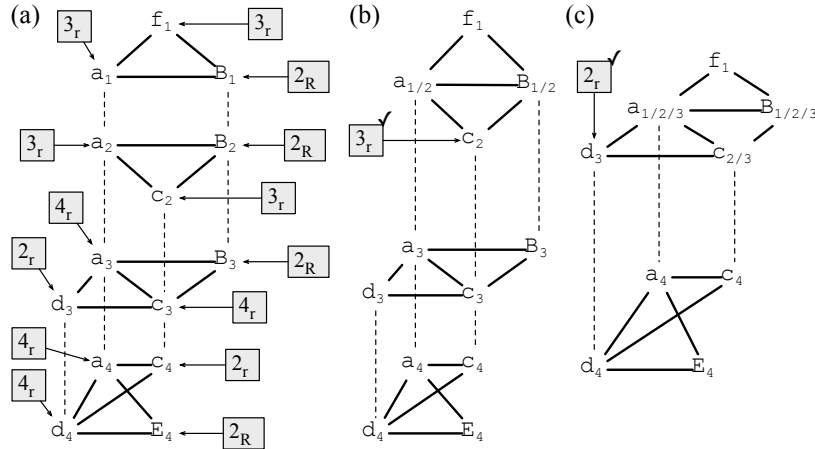 (a)
3r
f1
3r
a1
B1
2R
3r
a2
B2
2R
c2
3r
4r
a3
B3
2R
2r
d3
c3
4r
4r
a4
c4
2r
4r
d4
E4
2R
(b)
f1
a1/2
B1/2
3r ✓
c2
a3
B3
d3
c3
a4
c4
d4
E4
(c)
f1
2r ✓
a1/2/3
B1/2/3
d3
c2/3
a4
c4
d4
E4